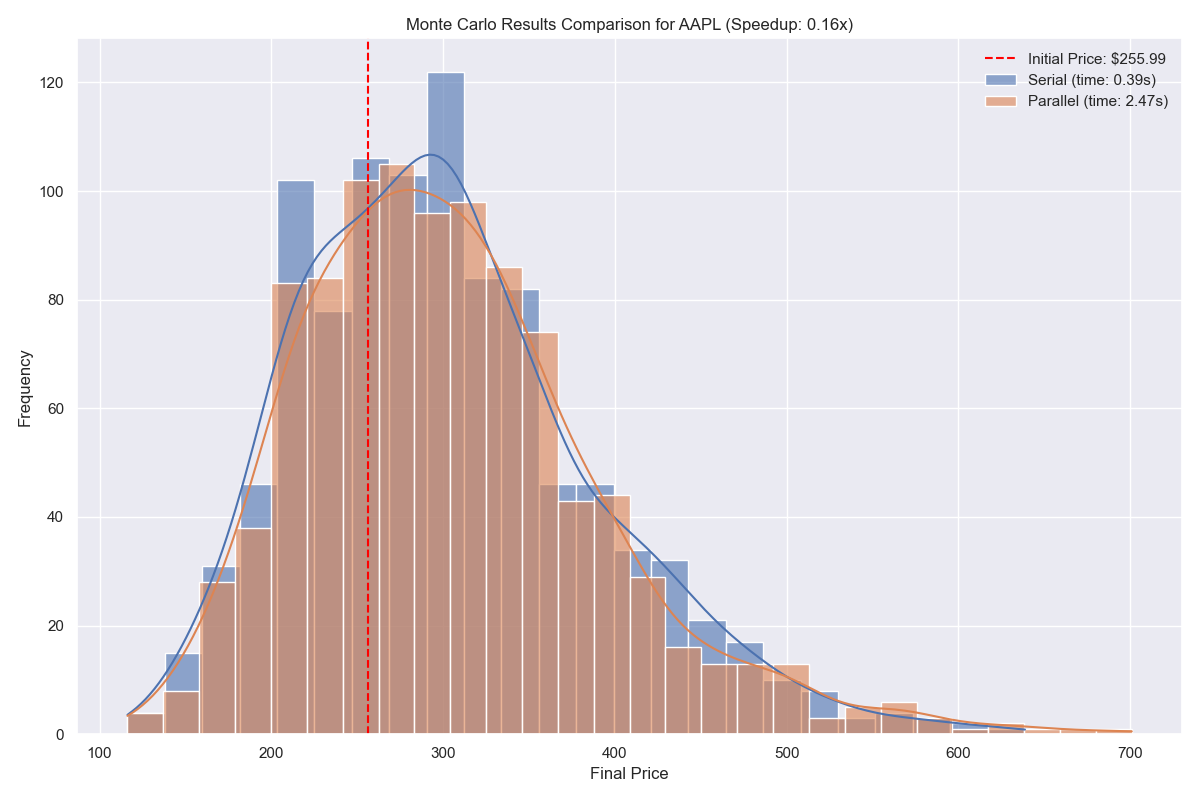 Monte Carlo Results Comparison for AAPL (Speedup: 0.16x)
Initial Price: $255.99
Serial (time: 0.39s)
Parallel (time: 2.47s)
Frequency
120
100
80
60
40
20
0
100
200
300
400
500
600
700
Final Price